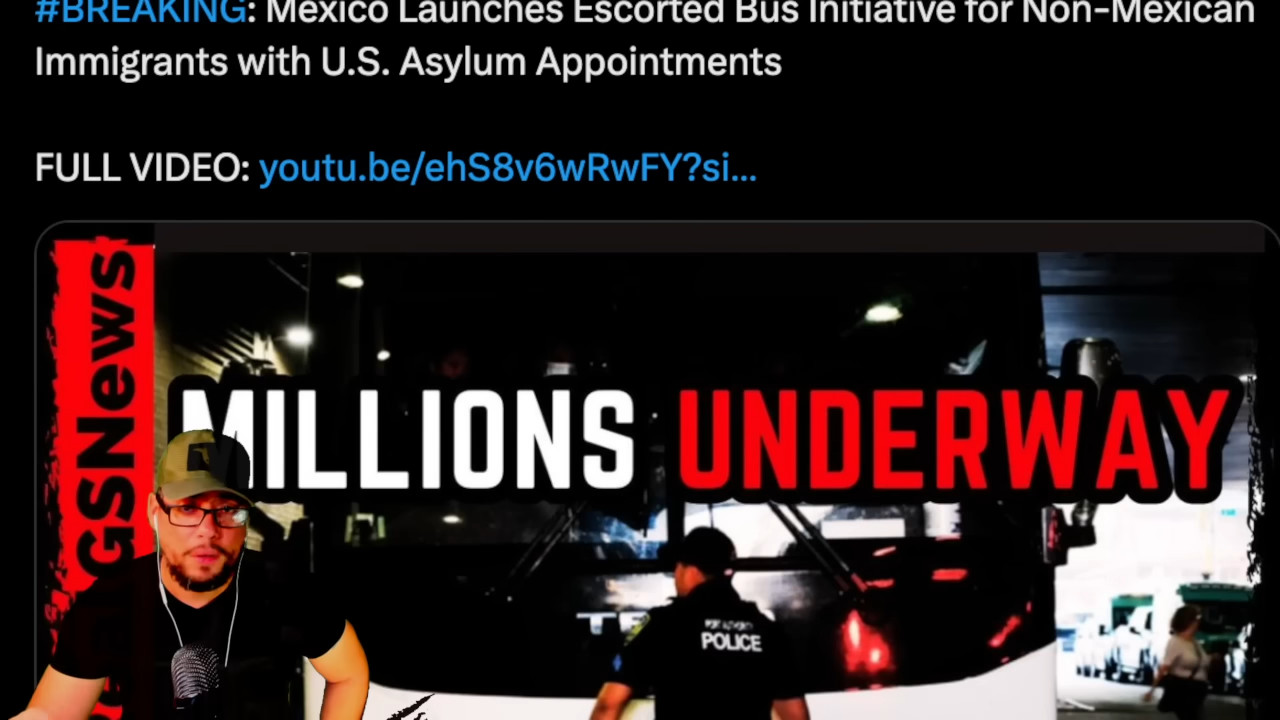 #BREAKING: Mexico Launches Escorted Bus Initiative for Non-Mexican
Immigrants with U.S. Asylum Appointments
FULL VIDEO: youtu.be/ehS8v6wRwFY?si...
GSNews
MILLIONS UNDERWAY
POLICE